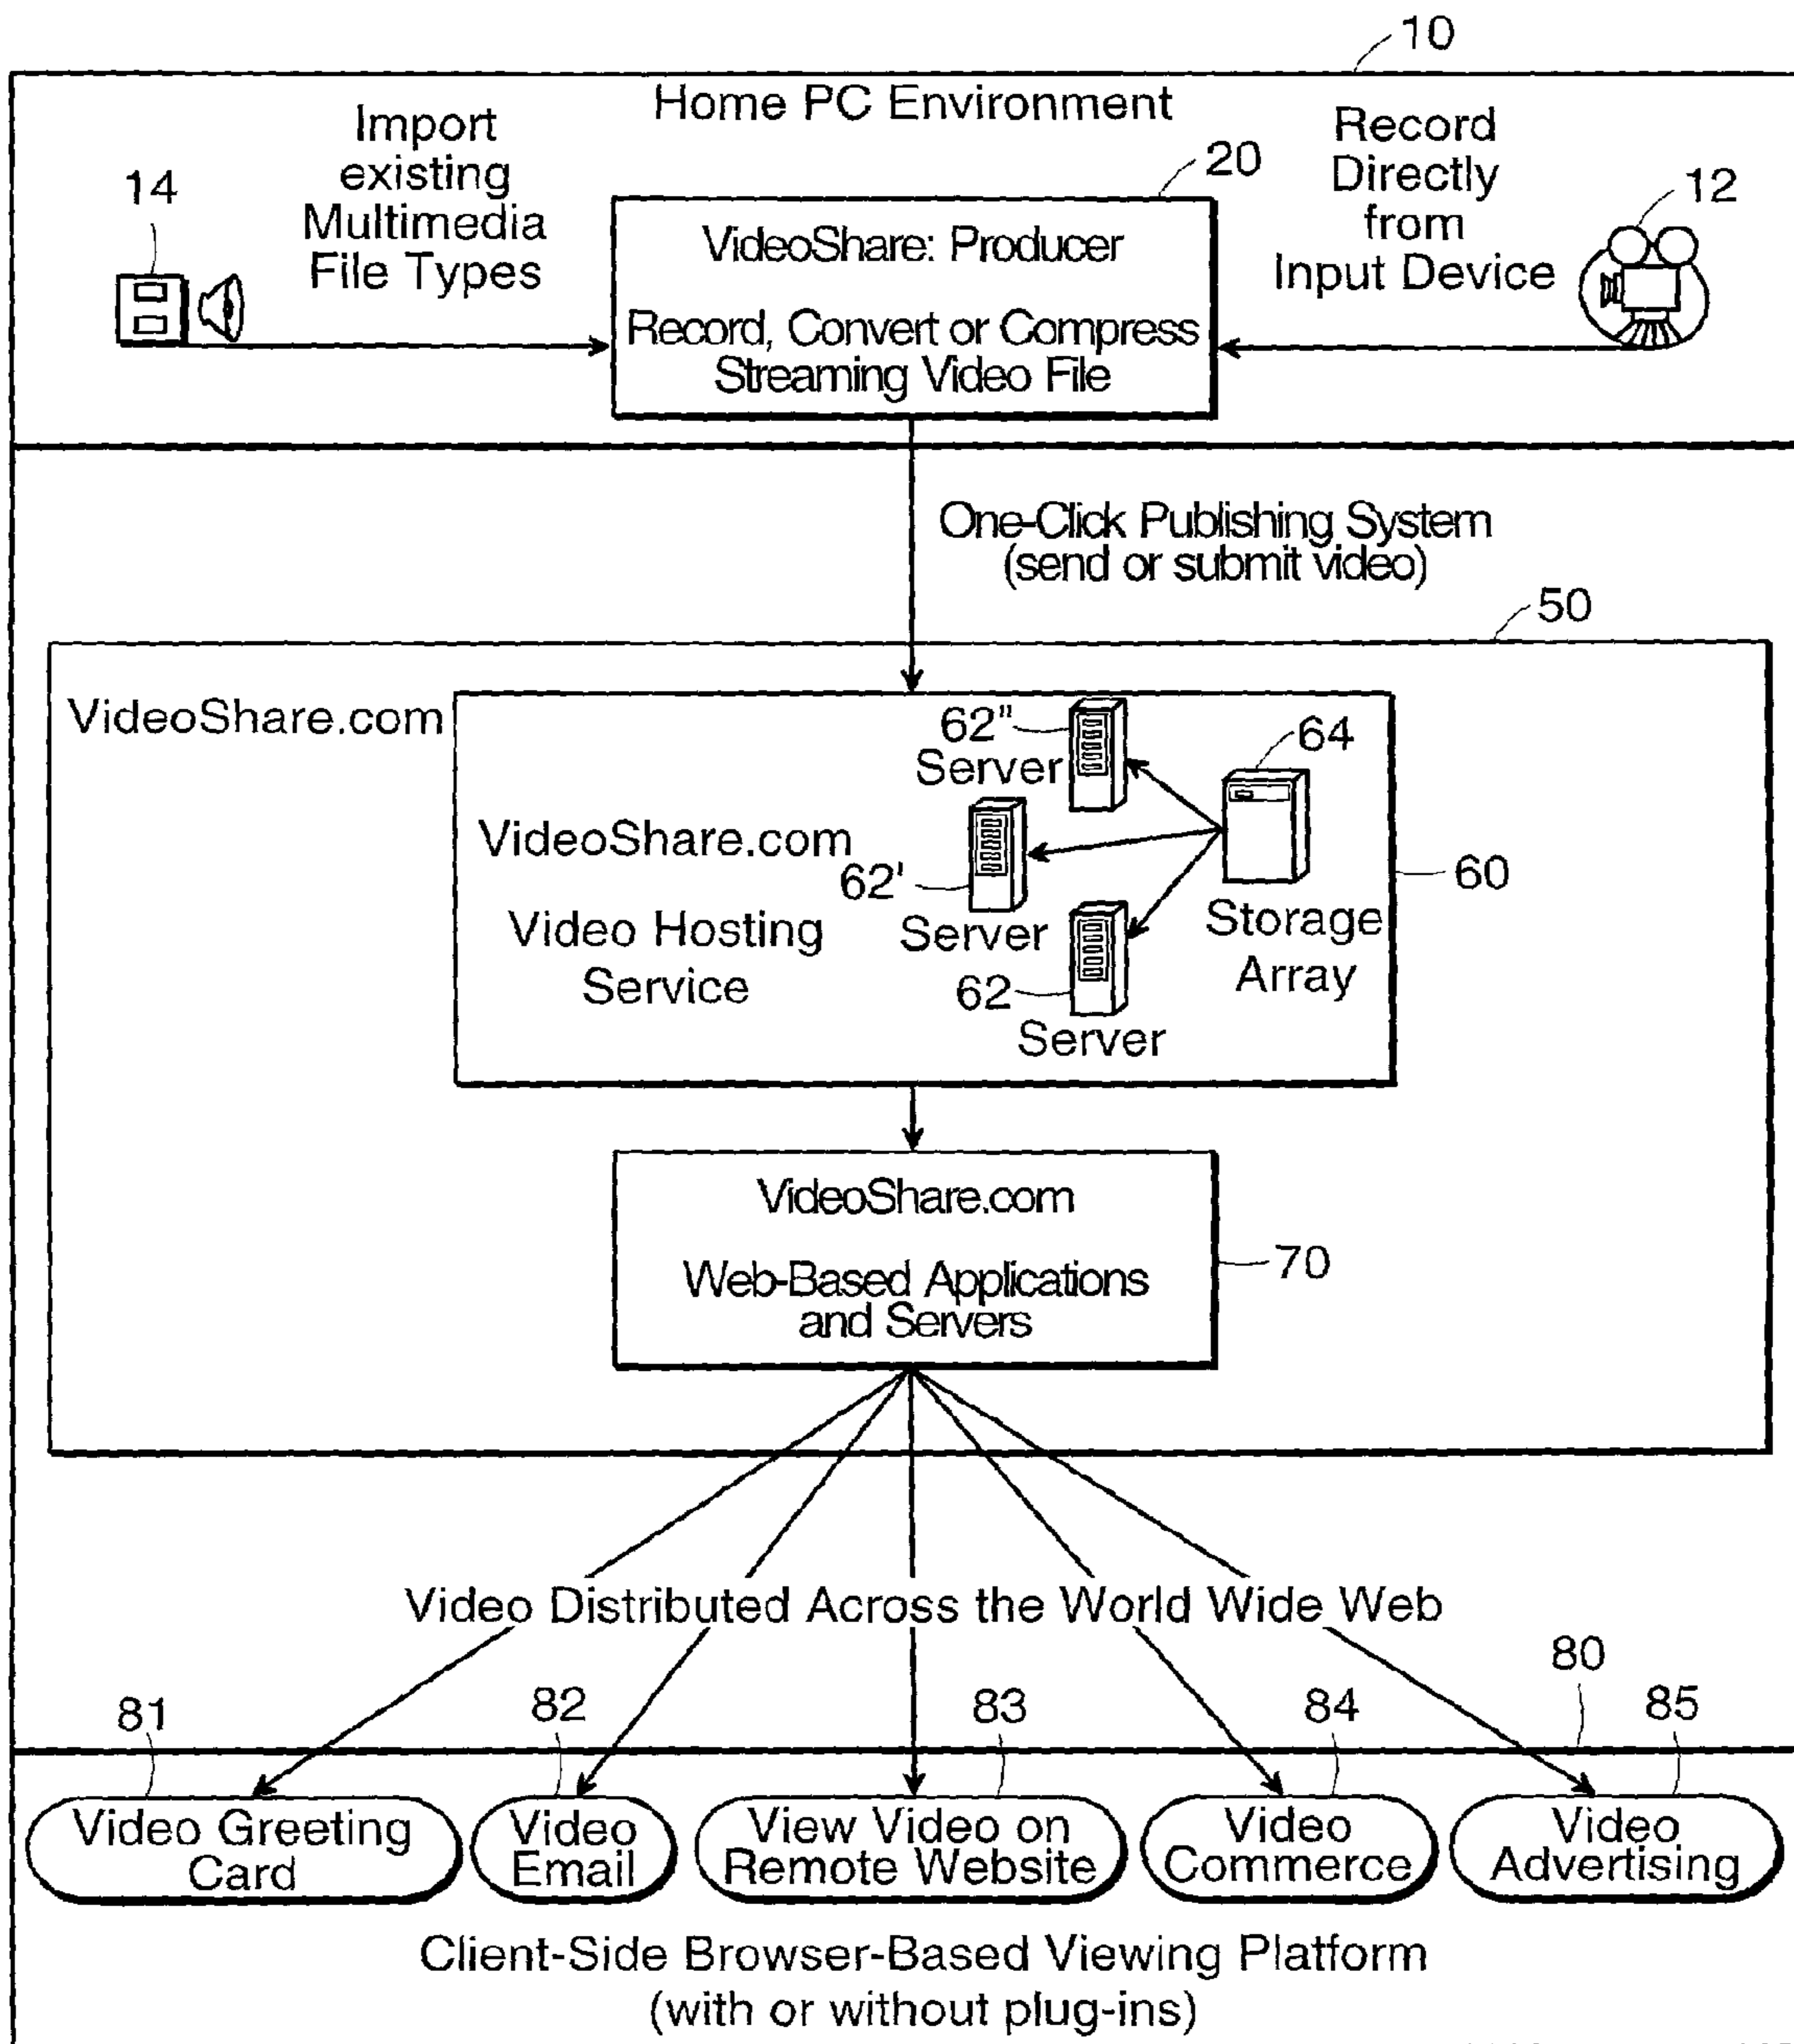 10
Home PC Environment
Import
existing
Multimedia
File Types
14
20
Record
Directly
from
Input Device
12
VideoShare: Producer
Record, Convert or Compress
Streaming Video File
One-Click Publishing System
(send or submit video)
50
VideoShare.com
62"
Server
64
VideoShare.com
62'
Server
Video Hosting
Service
Storage
Array
60
62
Server
VideoShare.com
Web-Based Applications
and Servers
70
Video Distributed Across the World Wide Web
80
81
82
83
84
85
Video Greeting
Card
Video
Email
View Video on
Remote Website
Video
Commerce
Video
Advertising
Client-Side Browser-Based Viewing Platform
(with or without plug-ins)